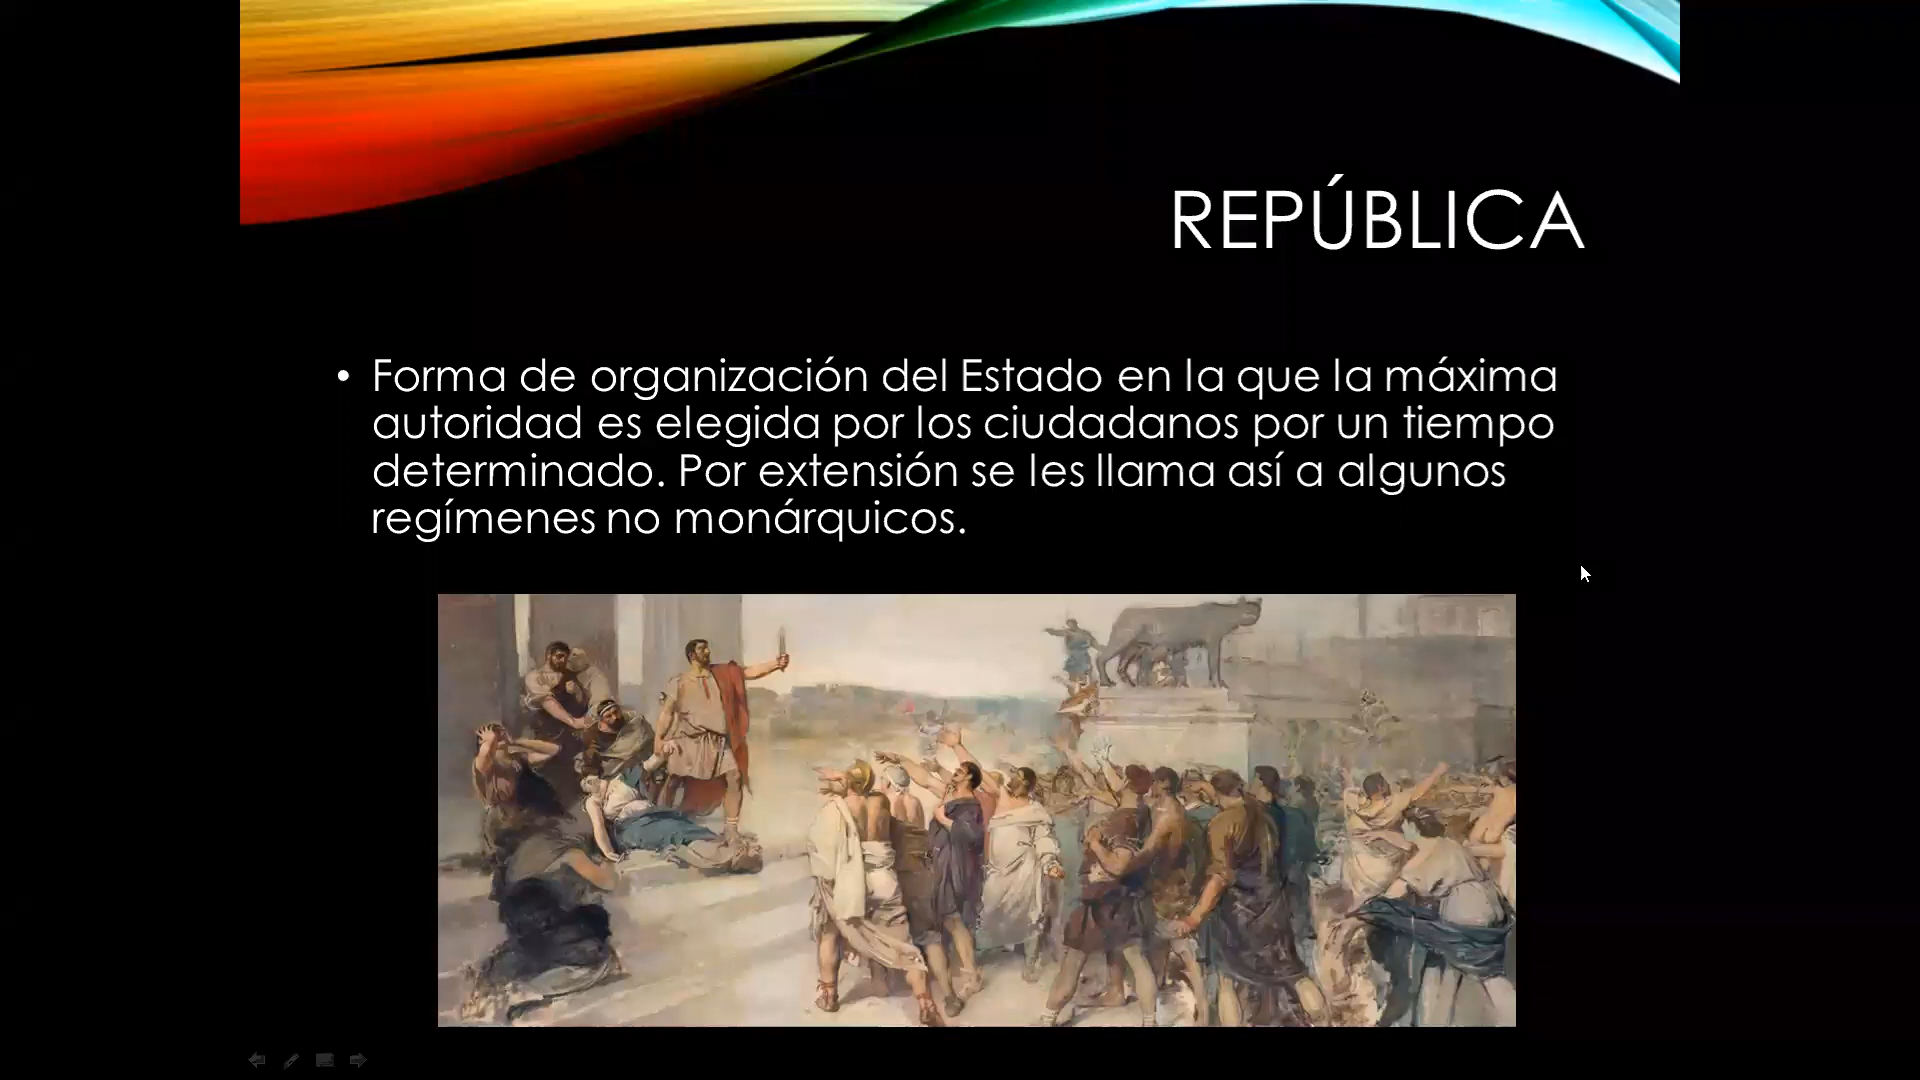 REPÚBLICA
• Forma de organización del Estado en la que la máxima
autoridad es elegida por los ciudadanos por un tiempo
determinado. Por extensión se les llama así a algunos
regímenes no monárquicos.